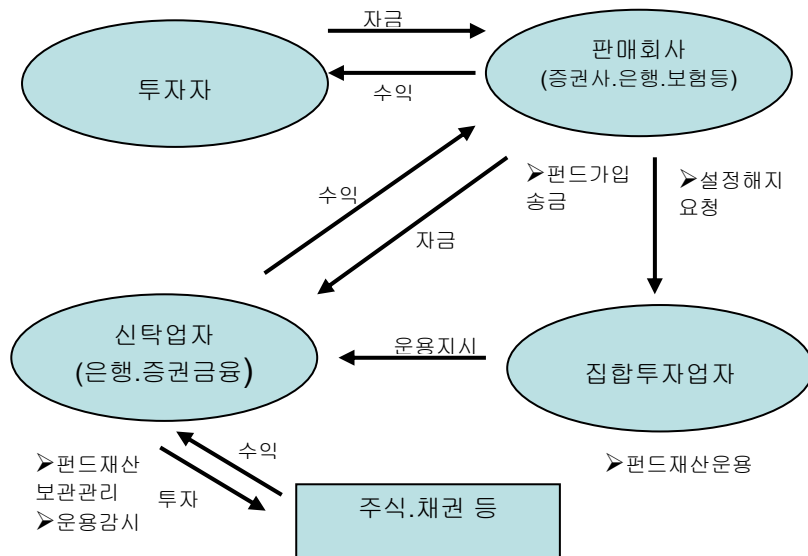 자금
판매회사
(증권사.은행.보험등)
투자자
수익
➢펀드가입
송금
➢설정해지
요청
수익
자금
신탁업자
(은행.증권금융)
운용지시
집합투자업자
➢펀드재산
보관관리
➢운용감시
수익
투자
➢펀드재산운용
주식.채권 등